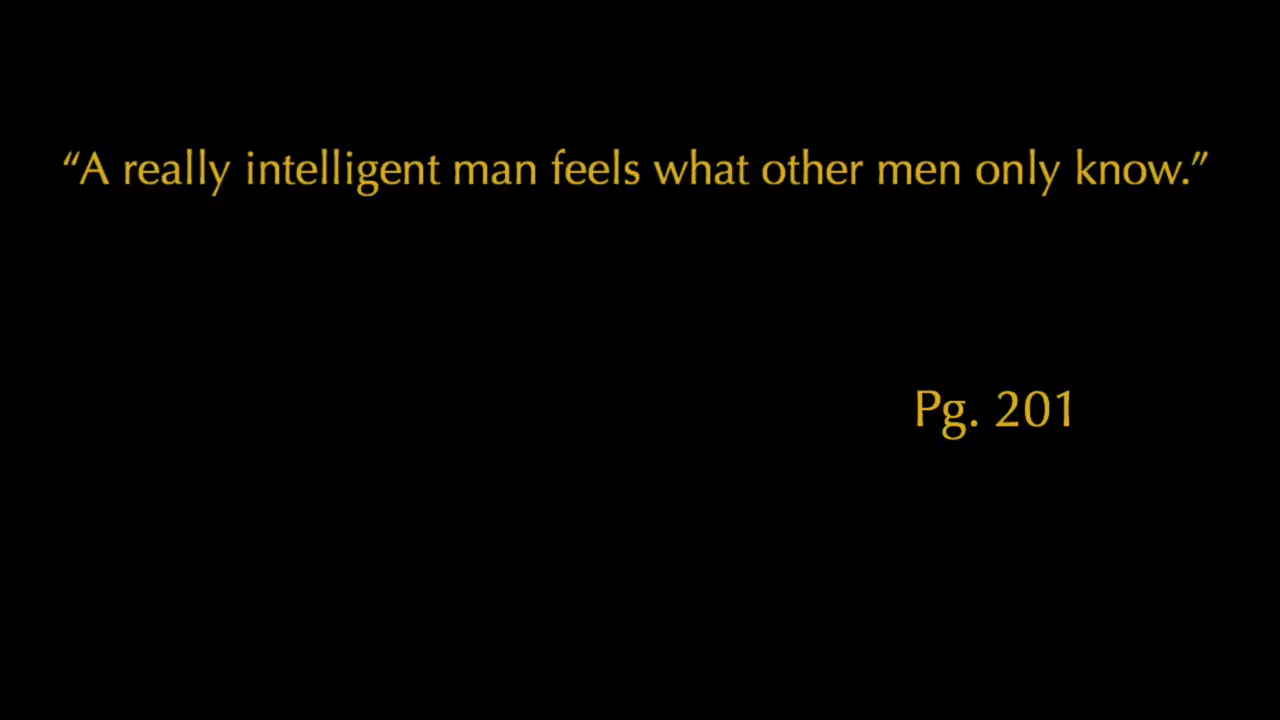 “A really intelligent man feels what other men only know.”
Pg. 201